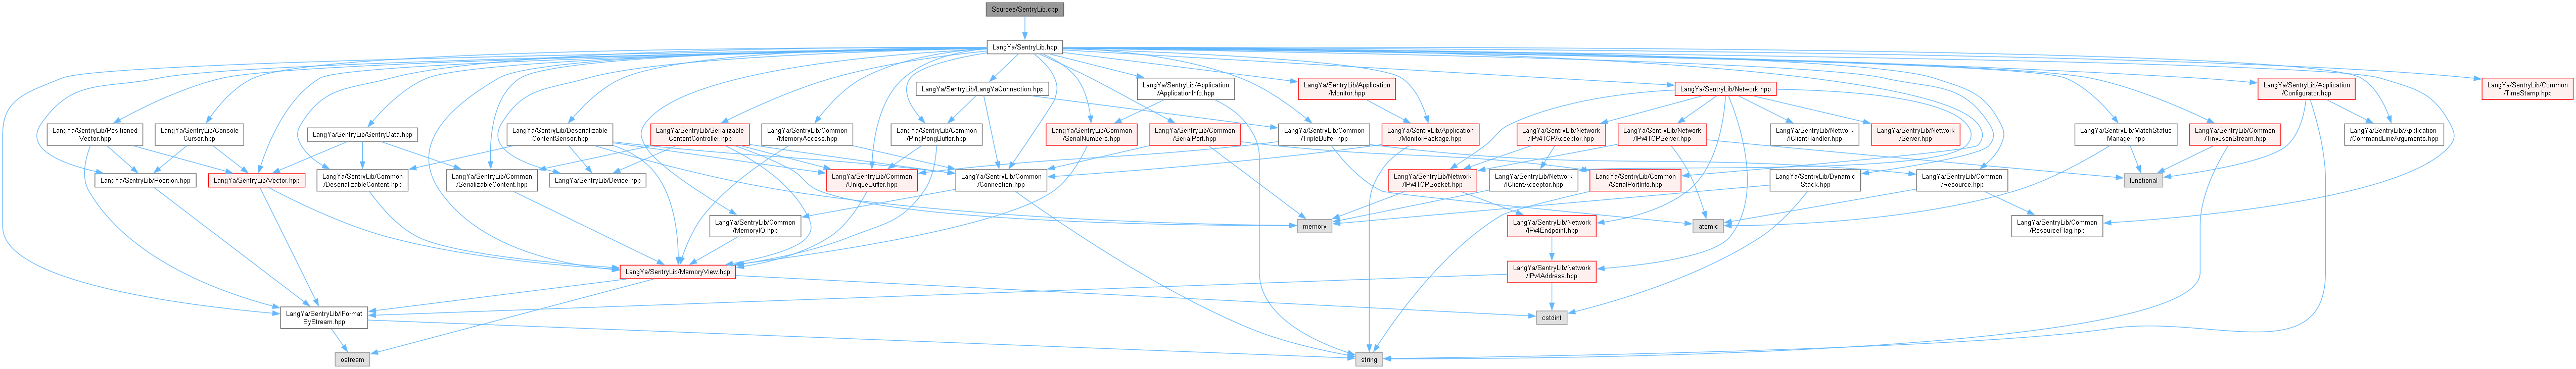 Sources/SentryLib.cpp
LangYa/SentryLib.hpp
LangYa/SentryLib/LangYaConnection.hpp
LangYa/SentryLib/Application
/ApplicationInfo.hpp
LangYa/SentryLib/Application
/Monitor.hpp
LangYa/SentryLib/Network.hpp
LangYa/SentryLib/Application
/Configurator.hpp
LangYa/SentryLib/Common
/TimeStamp.hpp
LangYa/SentryLib/Positioned
Vector.hpp
LangYa/SentryLib/Console
Cursor.hpp
LangYa/SentryLib/SentryData.hpp
LangYa/SentryLib/Deserializable
ContentSensor.hpp
LangYa/SentryLib/Serializable
ContentController.hpp
LangYa/SentryLib/Common
/MemoryAccess.hpp
LangYa/SentryLib/Common
/PingPongBuffer.hpp
LangYa/SentryLib/Common
/SerialNumbers.hpp
LangYa/SentryLib/Common
/SerialPort.hpp
LangYa/SentryLib/Common
/TripleBuffer.hpp
LangYa/SentryLib/Application
/MonitorPackage.hpp
LangYa/SentryLib/Network
/IPv4TCPAcceptor.hpp
LangYa/SentryLib/Network
/IPv4TCPServer.hpp
LangYa/SentryLib/Network
/IClientHandler.hpp
LangYa/SentryLib/Network
/Server.hpp
LangYa/SentryLib/MatchStatus
Manager.hpp
LangYa/SentryLib/Common
/TinyJsonStream.hpp
LangYa/SentryLib/Application
/CommandLineArguments.hpp
LangYa/SentryLib/Position.hpp
LangYa/SentryLib/Vector.hpp
LangYa/SentryLib/Common
/DeserializableContent.hpp
LangYa/SentryLib/Common
/SerializableContent.hpp
LangYa/SentryLib/Device.hpp
LangYa/SentryLib/Common
/UniqueBuffer.hpp
LangYa/SentryLib/Common
/Connection.hpp
LangYa/SentryLib/Network
/IPv4TCPSocket.hpp
LangYa/SentryLib/Network
/IClientAcceptor.hpp
LangYa/SentryLib/Common
/SerialPortInfo.hpp
LangYa/SentryLib/Dynamic
Stack.hpp
LangYa/SentryLib/Common
/Resource.hpp
functional
LangYa/SentryLib/Common
/MemoryIO.hpp
memory
LangYa/SentryLib/Network
/IPv4Endpoint.hpp
atomic
LangYa/SentryLib/Common
/ResourceFlag.hpp
LangYa/SentryLib/MemoryView.hpp
LangYa/SentryLib/Network
/IPv4Address.hpp
LangYa/SentryLib/IFormat
ByStream.hpp
cstdint
ostream
string